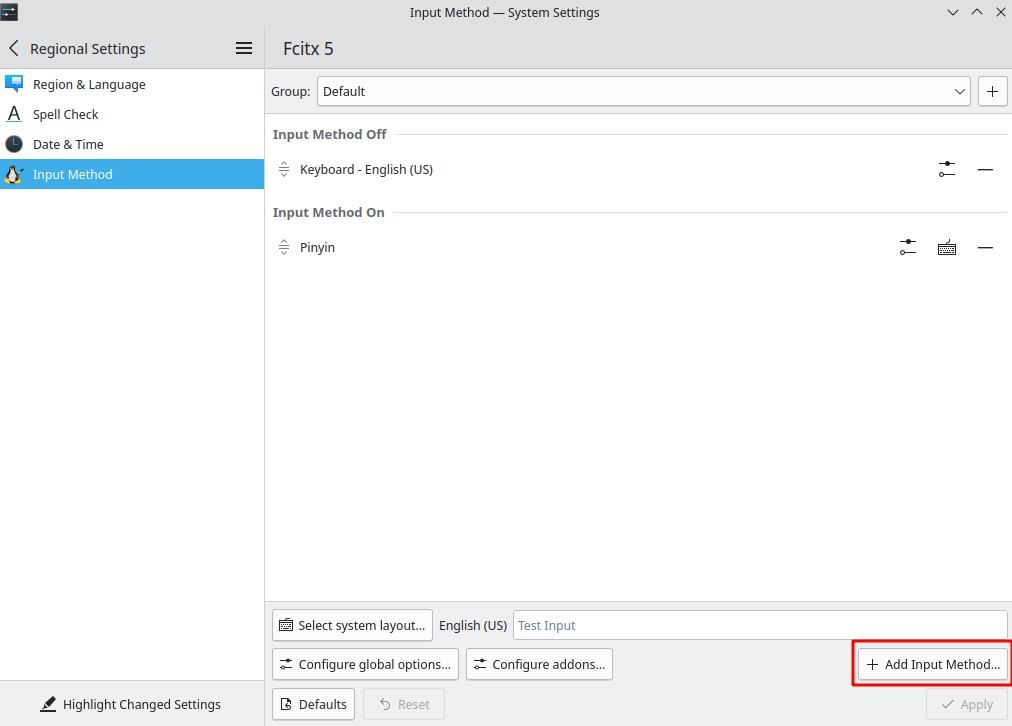 Input Method — System Settings
Regional Settings
Fcitx 5
Region & Language
Spell Check
Date & Time
Input Method
Group: Default
Input Method Off
Keyboard - English (US)
Input Method On
Pinyin
Select system layout... English (US) Test Input
Configure global options... Configure addons... Add Input Method...
Highlight Changed Settings
Defaults Reset Apply